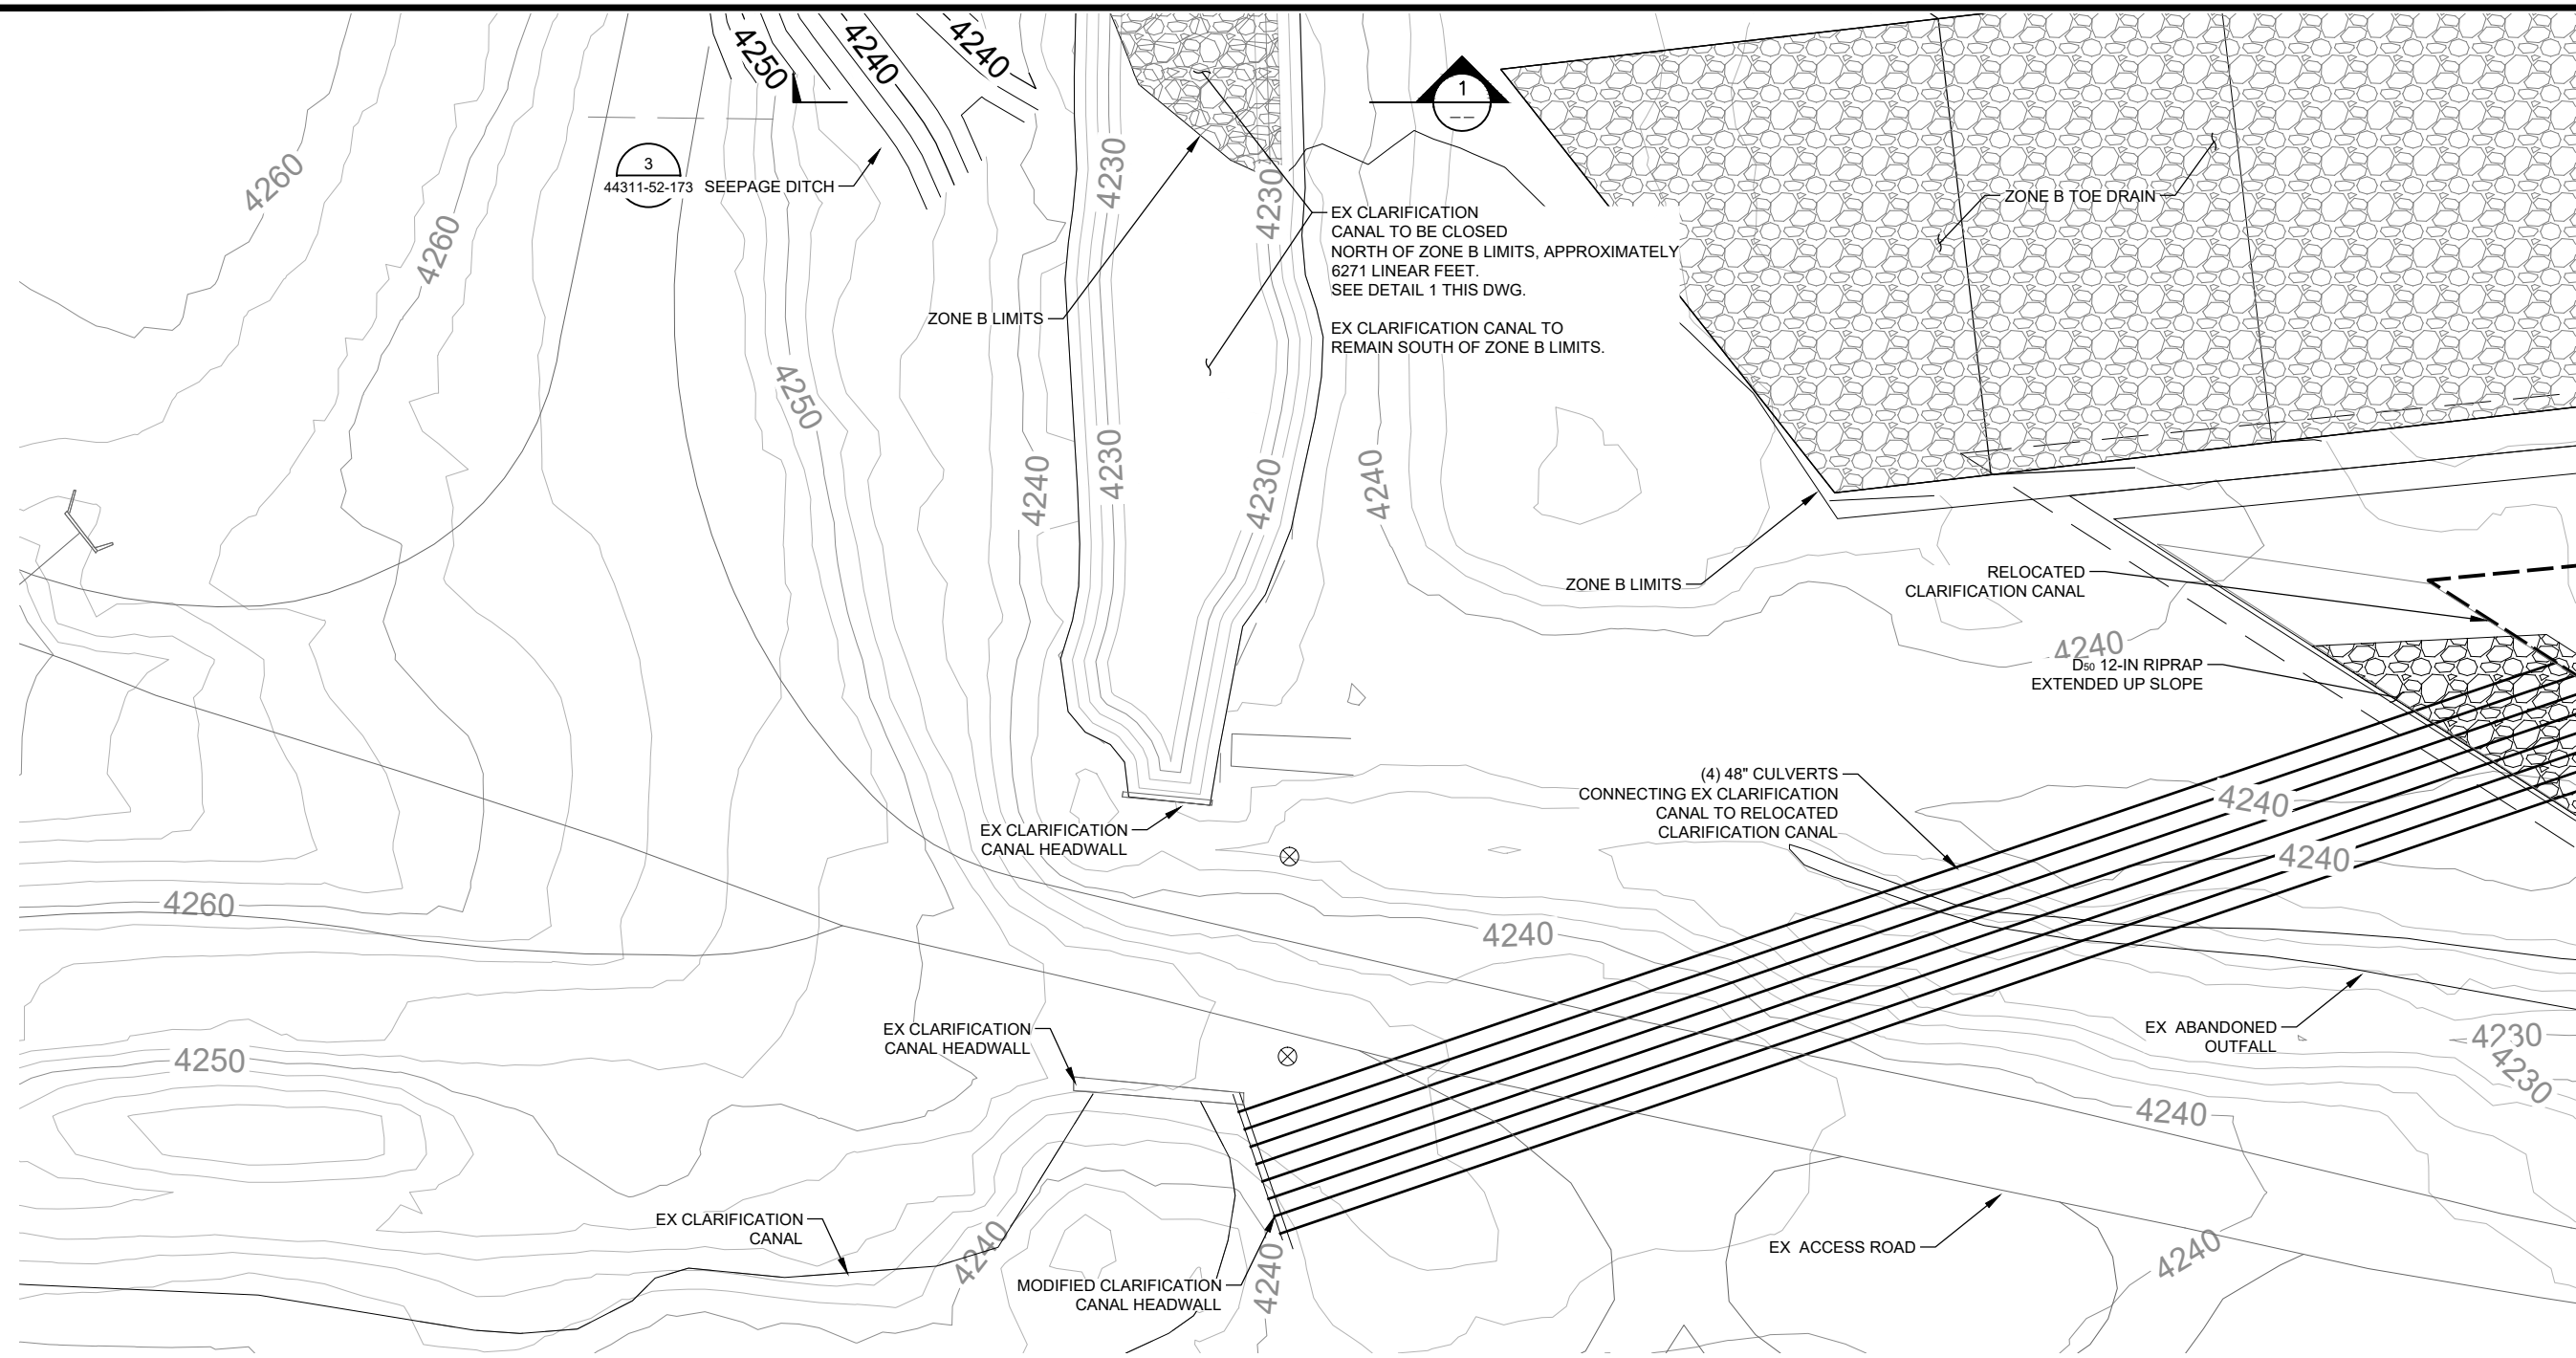 4250
4240
4240
1
--
4260
3
44311-52-173
SEEPAGE DITCH
4230
4230
ZONE B TOE DRAIN
4260
EX CLARIFICATION
CANAL TO BE CLOSED
NORTH OF ZONE B LIMITS, APPROXIMATELY
6271 LINEAR FEET.
SEE DETAIL 1 THIS DWG.
EX CLARIFICATION CANAL TO
REMAIN SOUTH OF ZONE B LIMITS.
ZONE B LIMITS
4250
4230
4240
4230
4240
ZONE B LIMITS
RELOCATED
CLARIFICATION CANAL
4240
D50 12-IN RIPRAP
EXTENDED UP SLOPE
(4) 48" CULVERTS
CONNECTING EX CLARIFICATION
CANAL TO RELOCATED
CLARIFICATION CANAL
4240
4240
EX CLARIFICATION
CANAL HEADWALL
4260
4240
EX CLARIFICATION
CANAL HEADWALL
EX ABANDONED
OUTFALL
4230
4230
4250
4240
EX CLARIFICATION
CANAL
4240
4240
4240
EX ACCESS ROAD
MODIFIED CLARIFICATION
CANAL HEADWALL